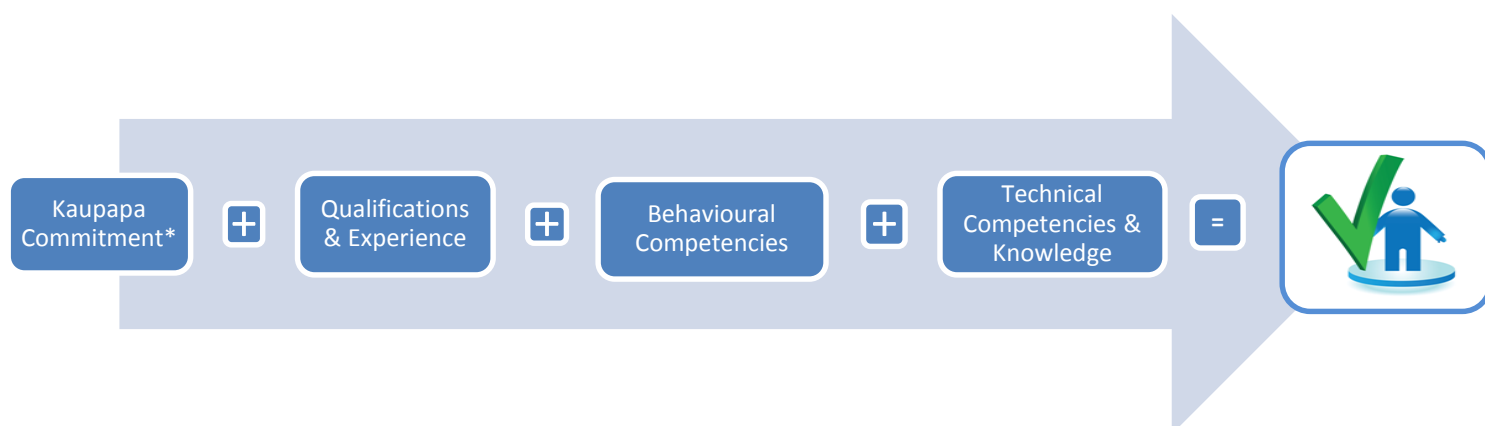 Kaupapa
Commitment*
+
Qualifications
& Experience
+
Behavioural
Competencies
+
Technical
Competencies &
Knowledge
=